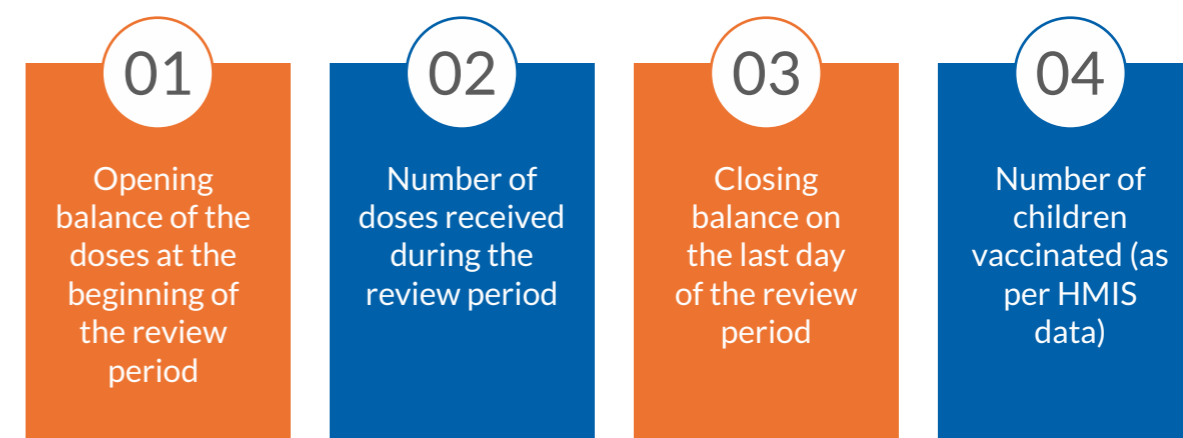 01
Opening
balance of the
doses at the
beginning of
the review
period
02
Number of
doses received
during the
review period
03
Closing
balance on
the last day
of the review
period
04
Number of
children
vaccinated (as
per HMIS
data)